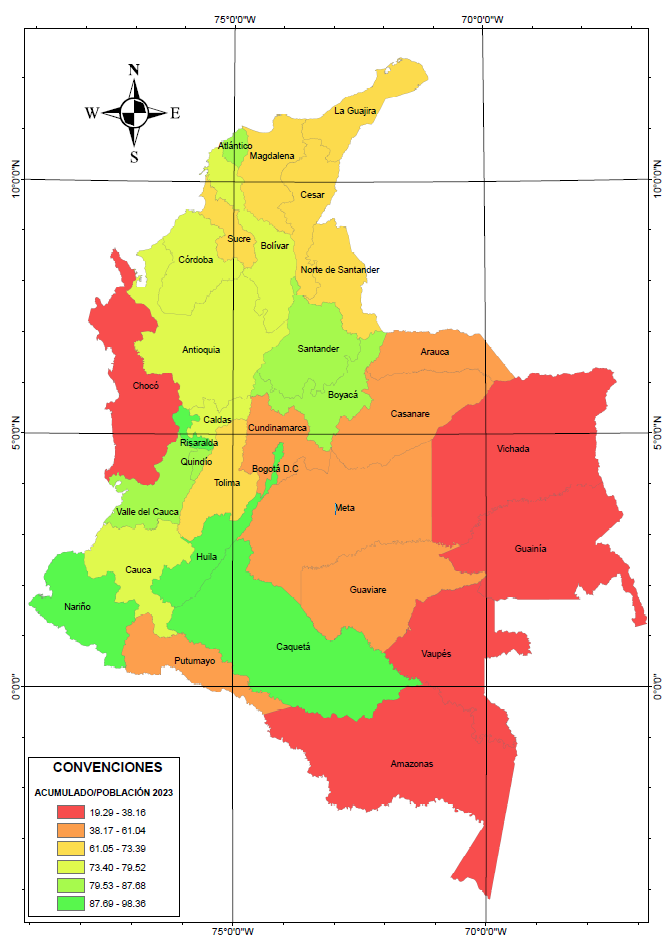 75°0'0"W 70°0'0"W
N
W E
S
La Guajira
Atlántico
Magdalena
10°0'0"N 10°0'0"N
Cesar
Sucre
Bolívar
Córdoba
Norte de Santander
Antioquia
Santander
Arauca
Chocó
Boyacá
Casanare
Caldas
Cundinamarca
5°0'0"N 5°0'0"N
Risaralda
Vichada
Quindío
Bogotá D.C
Tolima
Meta
Valle del Cauca
Guainía
Huila
Cauca
Guaviare
Nariño
Caquetá
Vaupés
Putumayo
0°0'0" 0°0'0"
Amazonas
CONVENCIONES
ACUMULADO/POBLACIÓN 2023
19.29 - 38.16
38.17 - 61.04
61.05 - 73.39
73.40 - 79.52
79.53 - 87.68
87.69 - 98.36
75°0'0"W 70°0'0"W